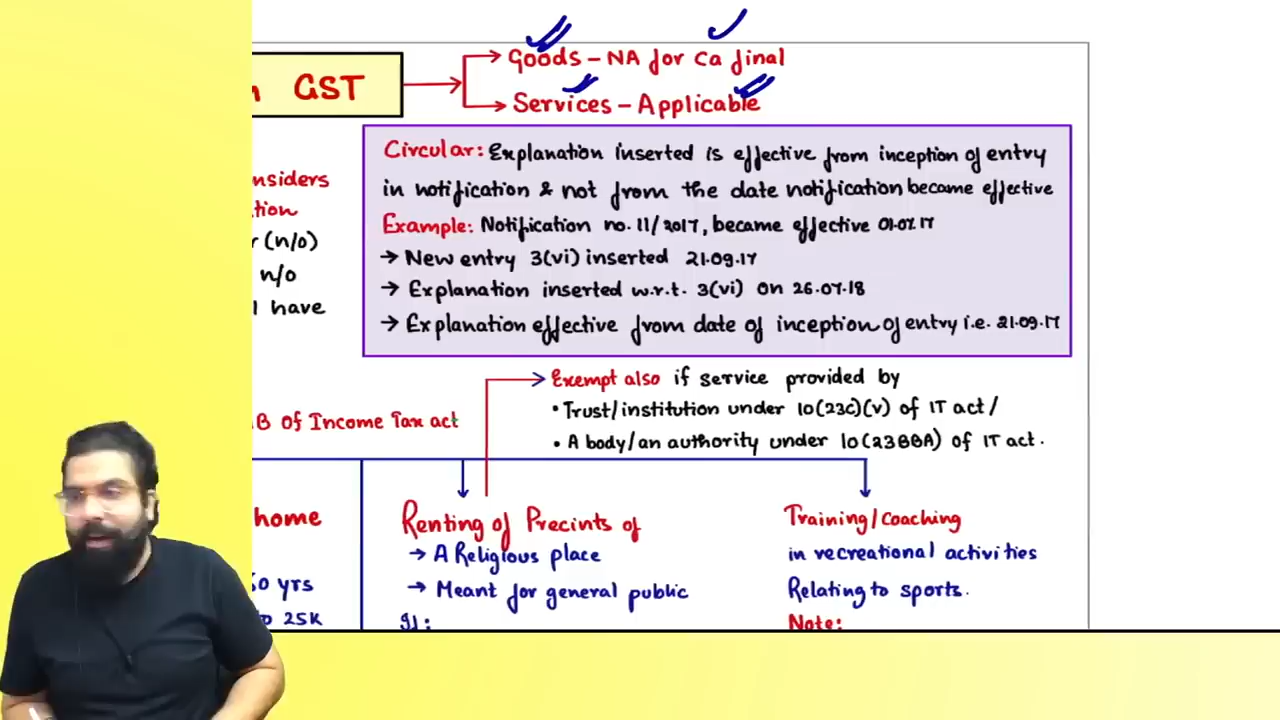 GST
Goods - NA for Ca final
Services - Applicable
Circular: Explanation inserted is effective from inception of entry
in notification & not from the date notification became effective
Example: Notification no. 11/2017, became effective 01.07.17
→ New entry 3(vi) inserted 21.09.17
→ Explanation inserted w.r.t. 3(vi) on 26.07.18
→ Explanation effective from date of inception of entry i.e. 21.09.17
nsiders
tion
r (n/o)
n/o
l have
Exempt also if service provided by
• Trust/institution under 10(23C)(v) of IT act/
• A body/an authority under 10(23BBA) of IT act.
B Of Income Tax act
home
60 yrs
25K
Renting of Precints of
→ A Religious place
→ Meant for general public
If:
Training/Coaching
in recreational activities
Relating to sports.
Note: